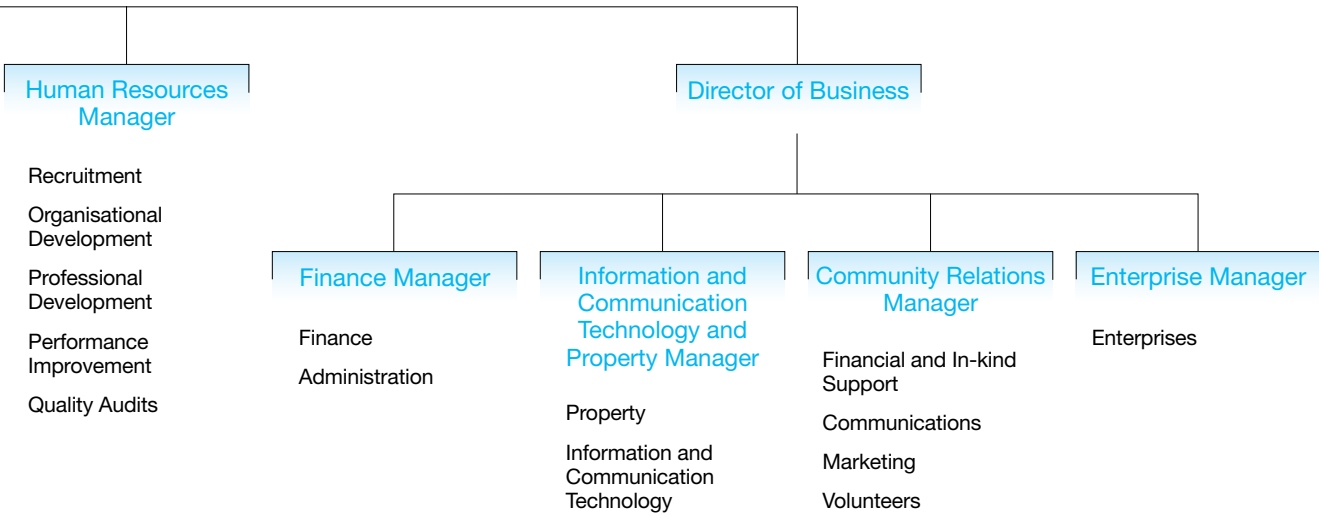 Human Resources
Manager
Recruitment
Organisational
Development
Professional
Development
Performance
Improvement
Quality Audits
Director of Business
Finance Manager
Finance
Administration
Information and
Communication
Technology and
Property Manager
Property
Information and
Communication
Technology
Community Relations
Manager
Financial and In-kind
Support
Communications
Marketing
Volunteers
Enterprise Manager
Enterprises